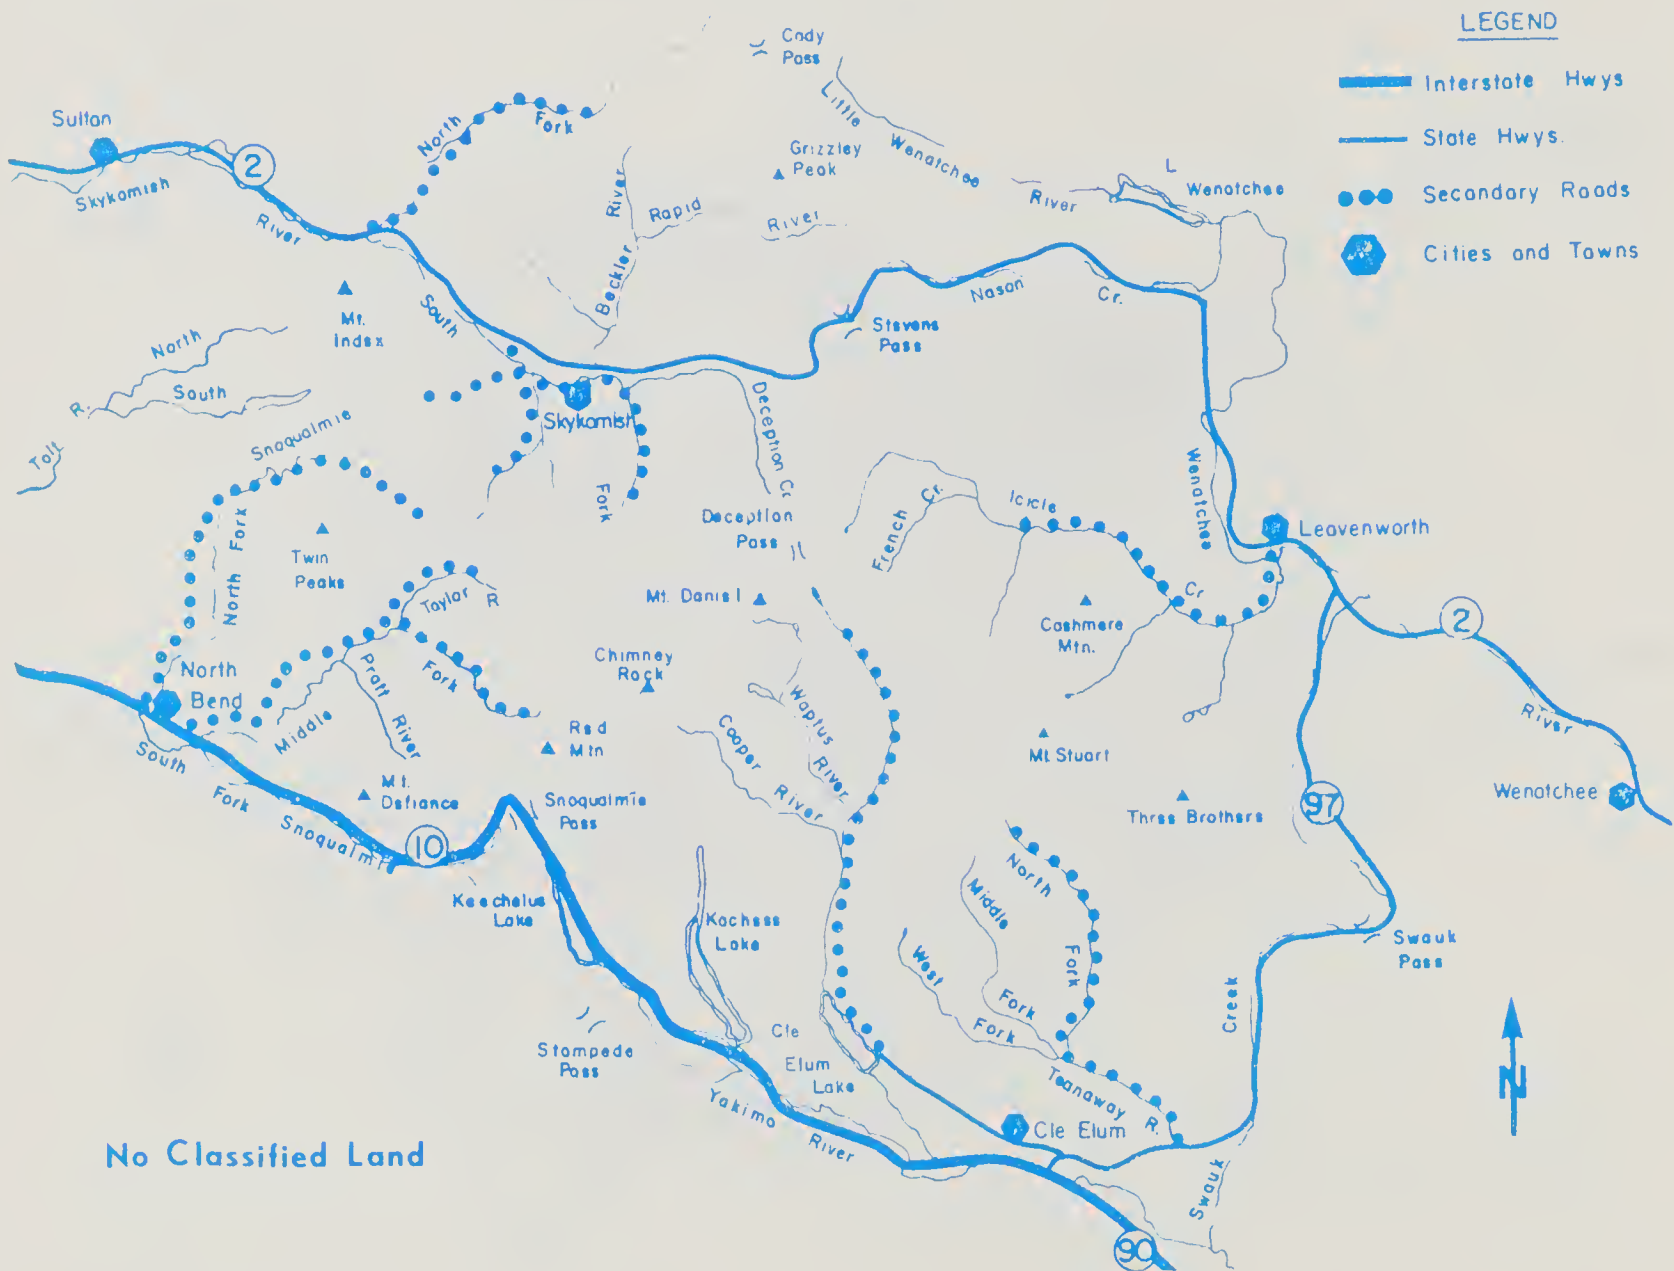 LEGEND
Interstate Hwys
State Hwys.
Secondary Roads
Cities and Towns
Cady
Pass
Sultan
2
Skykomish
River
North
Fork
Little
Wenatchee
River
Grizzley
Peak
L
Wenatchee
River
Rapid
River
Beckler
Mt.
Index
South
Nason
Cr.
Stevens
Pass
North
South
R.
Tolt
Snoqualmie
Skykomish
Fork
Deception Cr
Wenatchee
Deception
Pass
French
Cr.
Icicle
Cr
Leavenworth
North Fork
Twin
Peaks
Taylor
R
Mt. Daniel
Cashmere
Mtn.
2
River
Chimney
Rock
North
Bend
Pratt
River
Fork
Middle
Red
Mtn
Waptus
River
Cooper
River
Mt Stuart
South
Fork
Snoqualmi
Mt.
Defiance
Snoqualmie
Pass
10
Three Brothers
97
Wenatchee
Keechelus
Lake
Kachess
Lake
North
Fork
Middle
Fork
West
Fork
Swauk
Pass
Creek
Stampede
Pass
Cle
Elum
Lake
Yakima
River
Teanaway
R.
Cle Elum
Swauk
N
No Classified Land
90